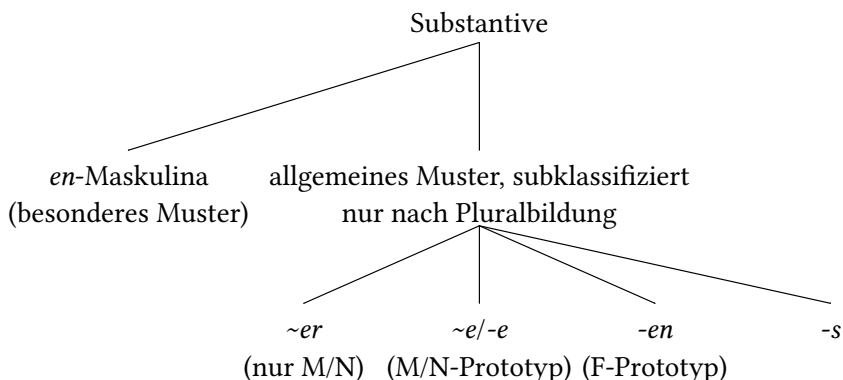 Substantive
en-Maskulina allgemeines Muster, subklassifiziert
(besonderes Muster) nur nach Pluralbildung
~er ~e/-e -en -s
(nur M/N) (M/N-Prototyp) (F-Prototyp)